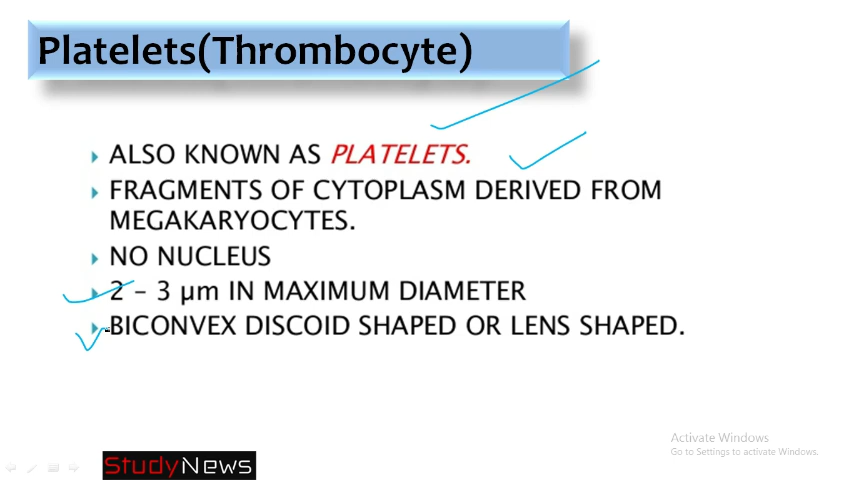 Platelets(Thrombocyte)
ALSO KNOWN AS PLATELETS.
FRAGMENTS OF CYTOPLASM DERIVED FROM
MEGAKARYOCYTES.
NO NUCLEUS
2 – 3 µm IN MAXIMUM DIAMETER
BICONVEX DISCOID SHAPED OR LENS SHAPED.
Activate Windows
Go to Settings to activate Windows.
StudyNews